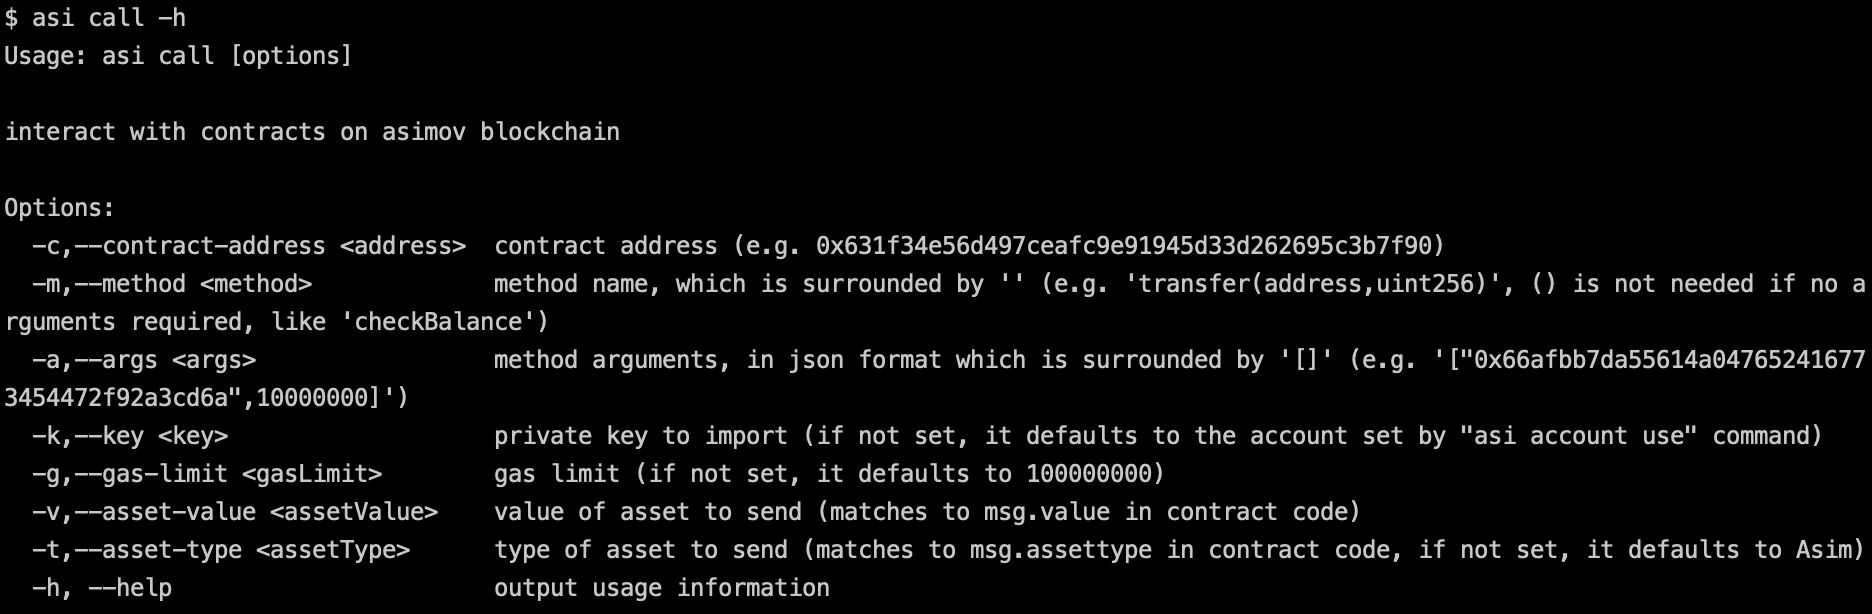 $ asi call -h
Usage: asi call [options]
interact with contracts on asimov blockchain
Options:
-c,--contract-address <address>  contract address (e.g. 0x631f34e56d497ceafc9e91945d33d262695c3b7f90)
-m,--method <method>             method name, which is surrounded by '' (e.g. 'transfer(address,uint256)', () is not needed if no a
rguments required, like 'checkBalance')
-a,--args <args>                 method arguments, in json format which is surrounded by '[]' (e.g. '["0x66afbb7da55614a04765241677
3454472f92a3cd6a",10000000]')
-k,--key <key>                   private key to import (if not set, it defaults to the account set by "asi account use" command)
-g,--gas-limit <gasLimit>        gas limit (if not set, it defaults to 100000000)
-v,--asset-value <assetValue>    value of asset to send (matches to msg.value in contract code)
-t,--asset-type <assetType>      type of asset to send (matches to msg.assettype in contract code, if not set, it defaults to Asim)
-h, --help                       output usage information